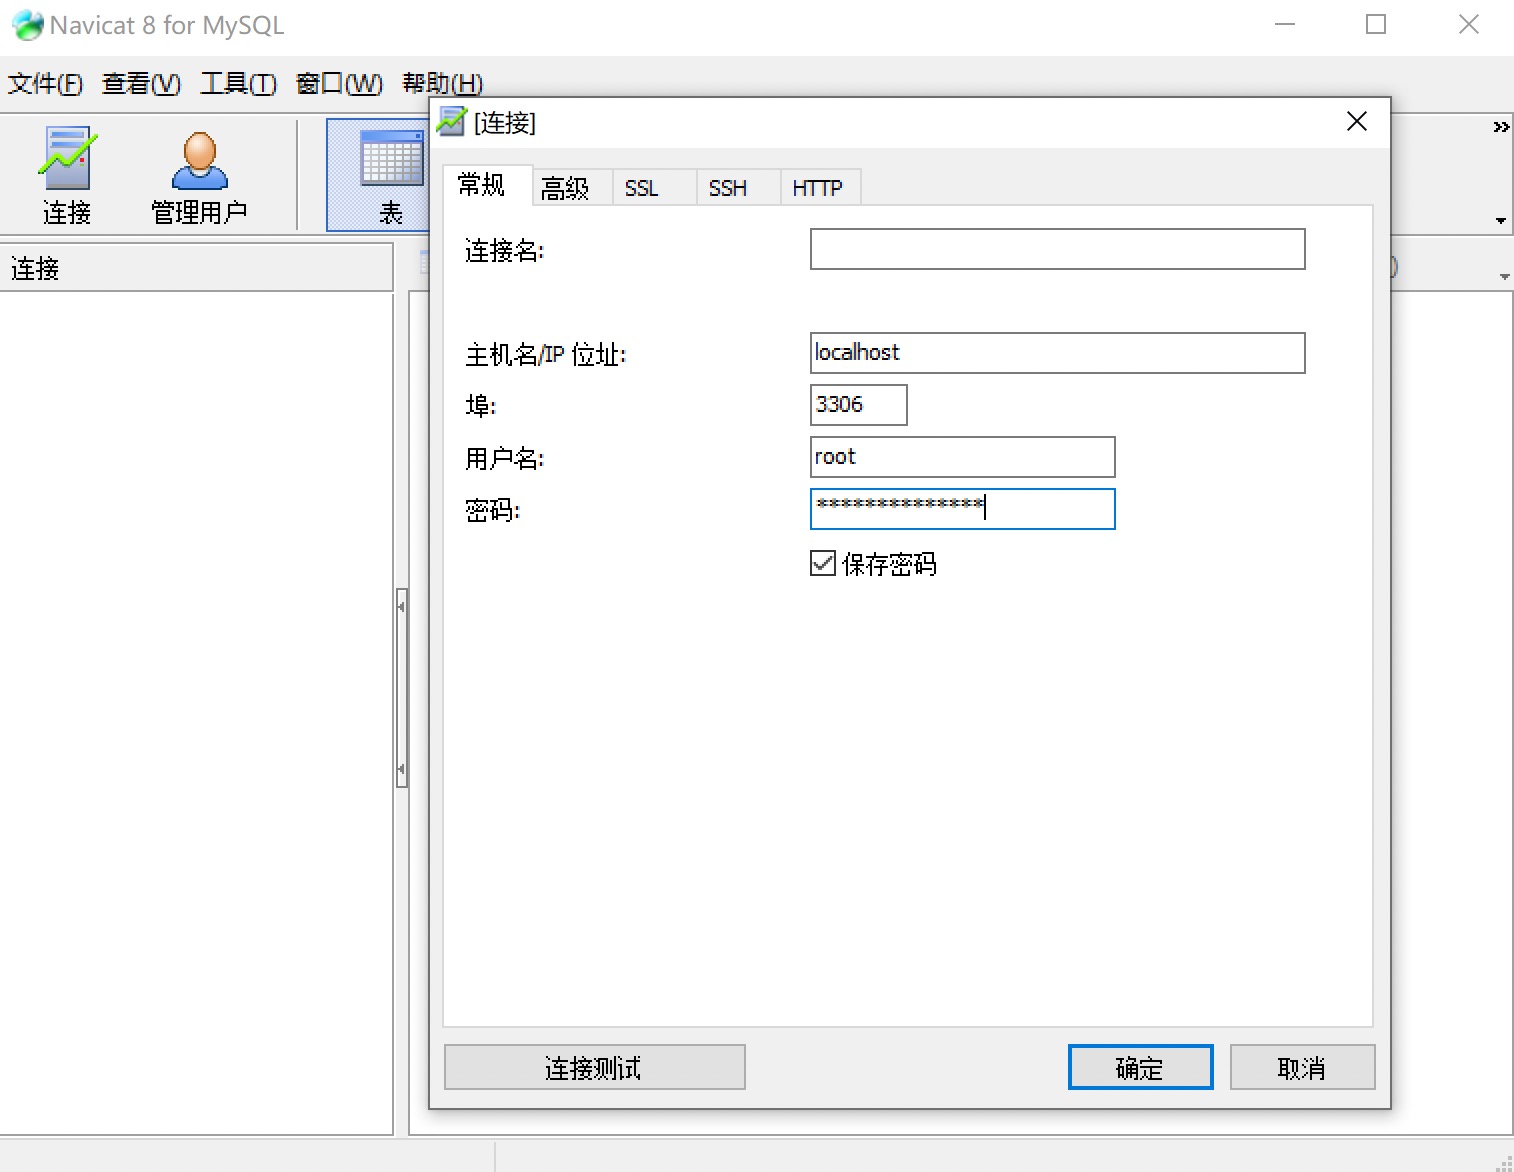 Navicat 8 for MySQL
文件(F) 查看(V) 工具(T) 窗口(W) 帮助(H)
连接 管理用户 表
连接
[连接]
常规 高级 SSL SSH HTTP
连接名:
主机名/IP 位址: localhost
埠: 3306
用户名: root
密码: **************
保存密码
连接测试 确定 取消